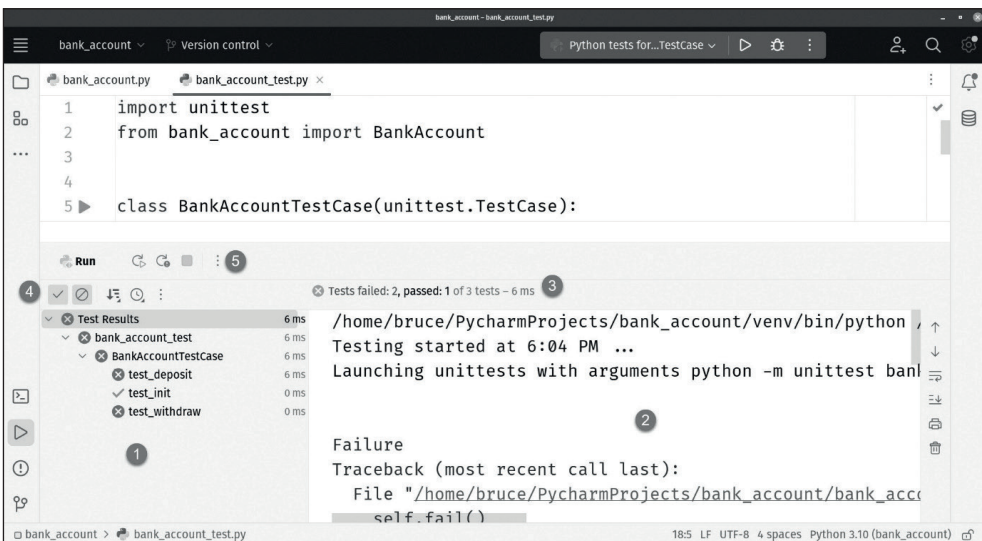 bank_account – bank_account_test.py
bank_account Version control Python tests for...TestCase
bank_account.py bank_account_test.py ×
1 import unittest
2 from bank_account import BankAccount
3
4
5 class BankAccountTestCase(unittest.TestCase):
Run 5
4
Tests failed: 2, passed: 1 of 3 tests – 6 ms 3
Test Results 6 ms
bank_account_test 6 ms
BankAccountTestCase 6 ms
test_deposit 6 ms
test_init 0 ms
test_withdraw 0 ms
1
/home/bruce/PycharmProjects/bank_account/venv/bin/python /
Testing started at 6:04 PM ...
Launching unittests with arguments python -m unittest bank
2
Failure
Traceback (most recent call last):
File "/home/bruce/PycharmProjects/bank_account/bank_acco
self.fail()
bank_account > bank_account_test.py 18:5 LF UTF-8 4 spaces Python 3.10 (bank_account)